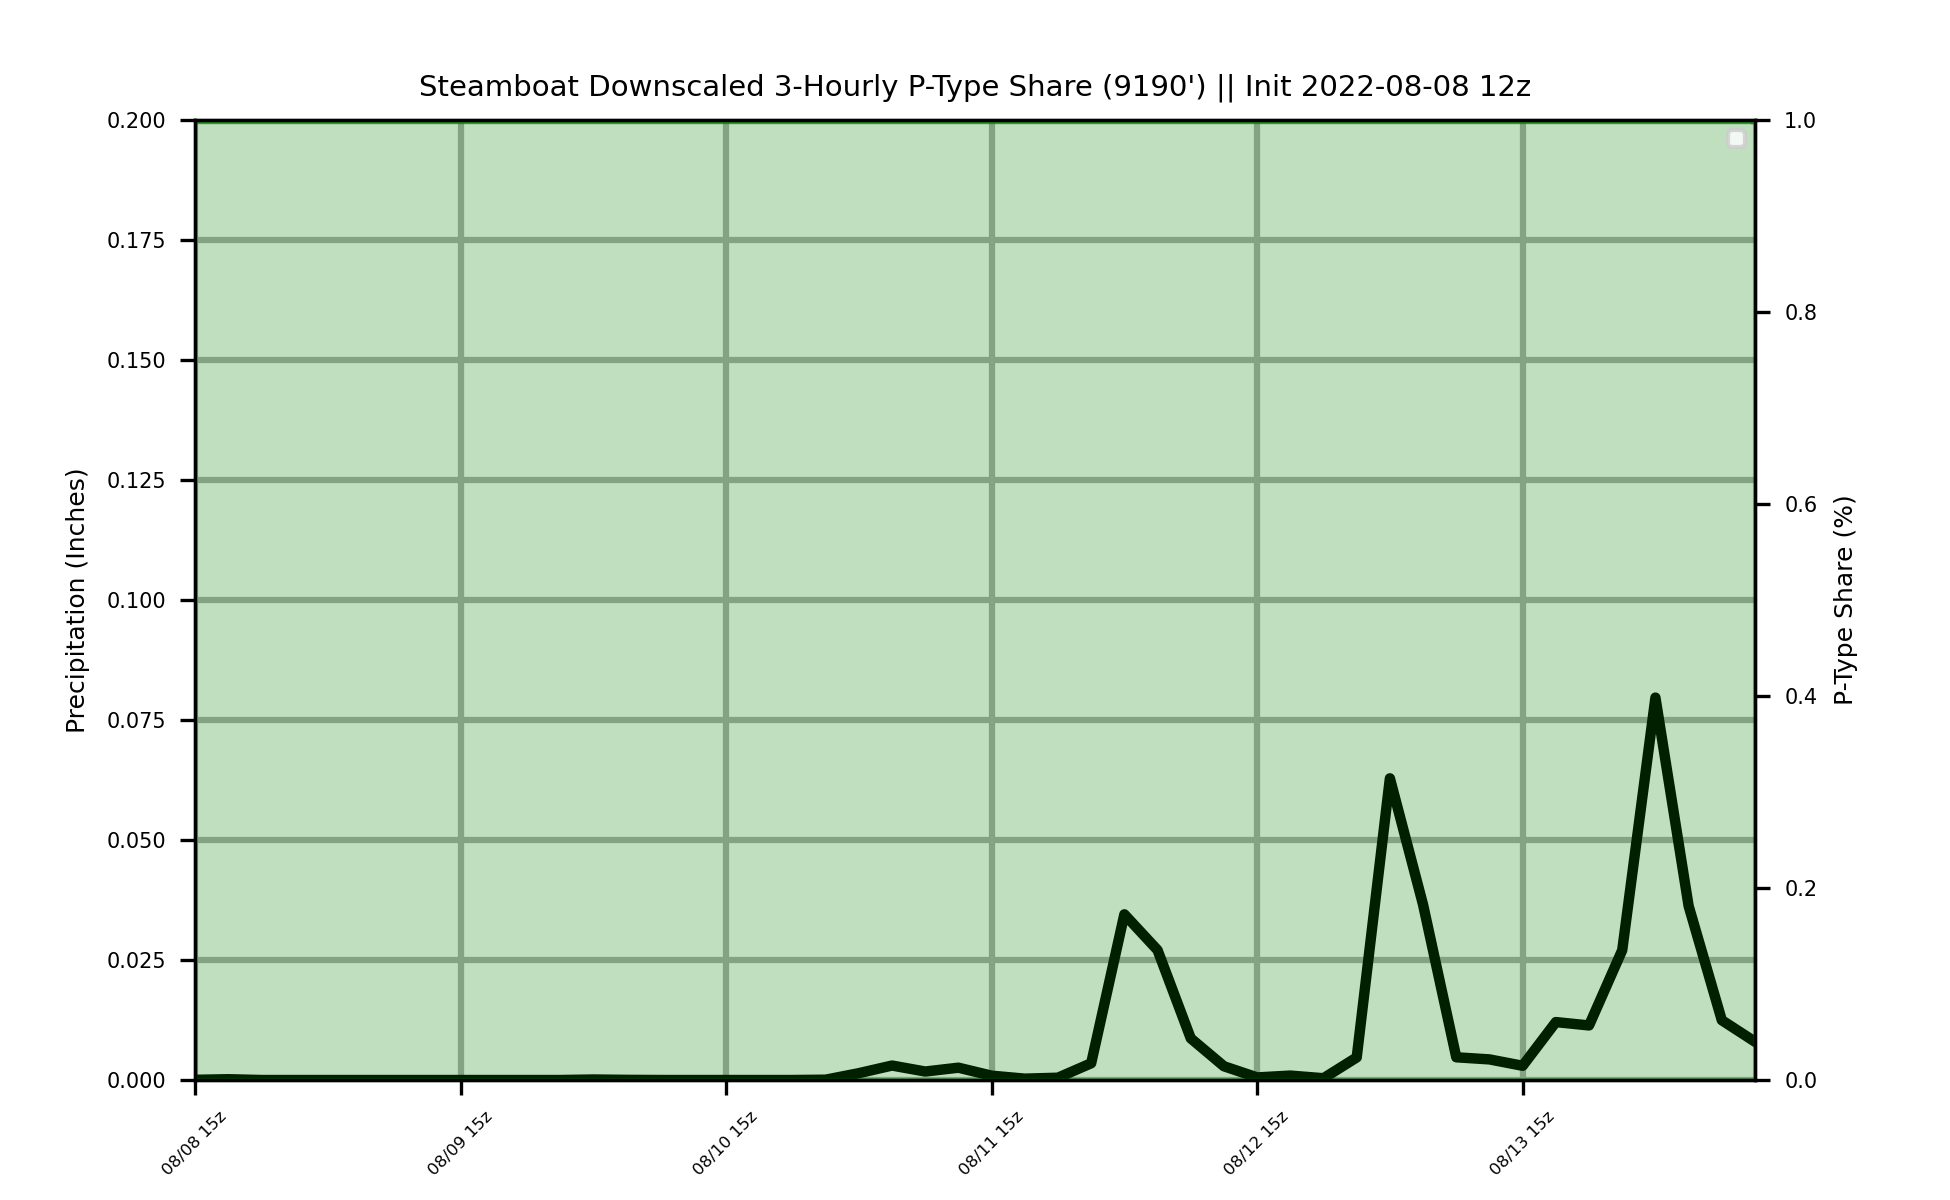 Steamboat Downscaled 3-Hourly P-Type Share (9190') || Init 2022-08-08 12z
0.200
0.175
0.150
0.125
0.100
0.075
0.050
0.025
0.000
Precipitation (Inches)
1.0
0.8
0.6
0.4
0.2
0.0
P-Type Share (%)
08/08 15z
08/09 15z
08/10 15z
08/11 15z
08/12 15z
08/13 15z